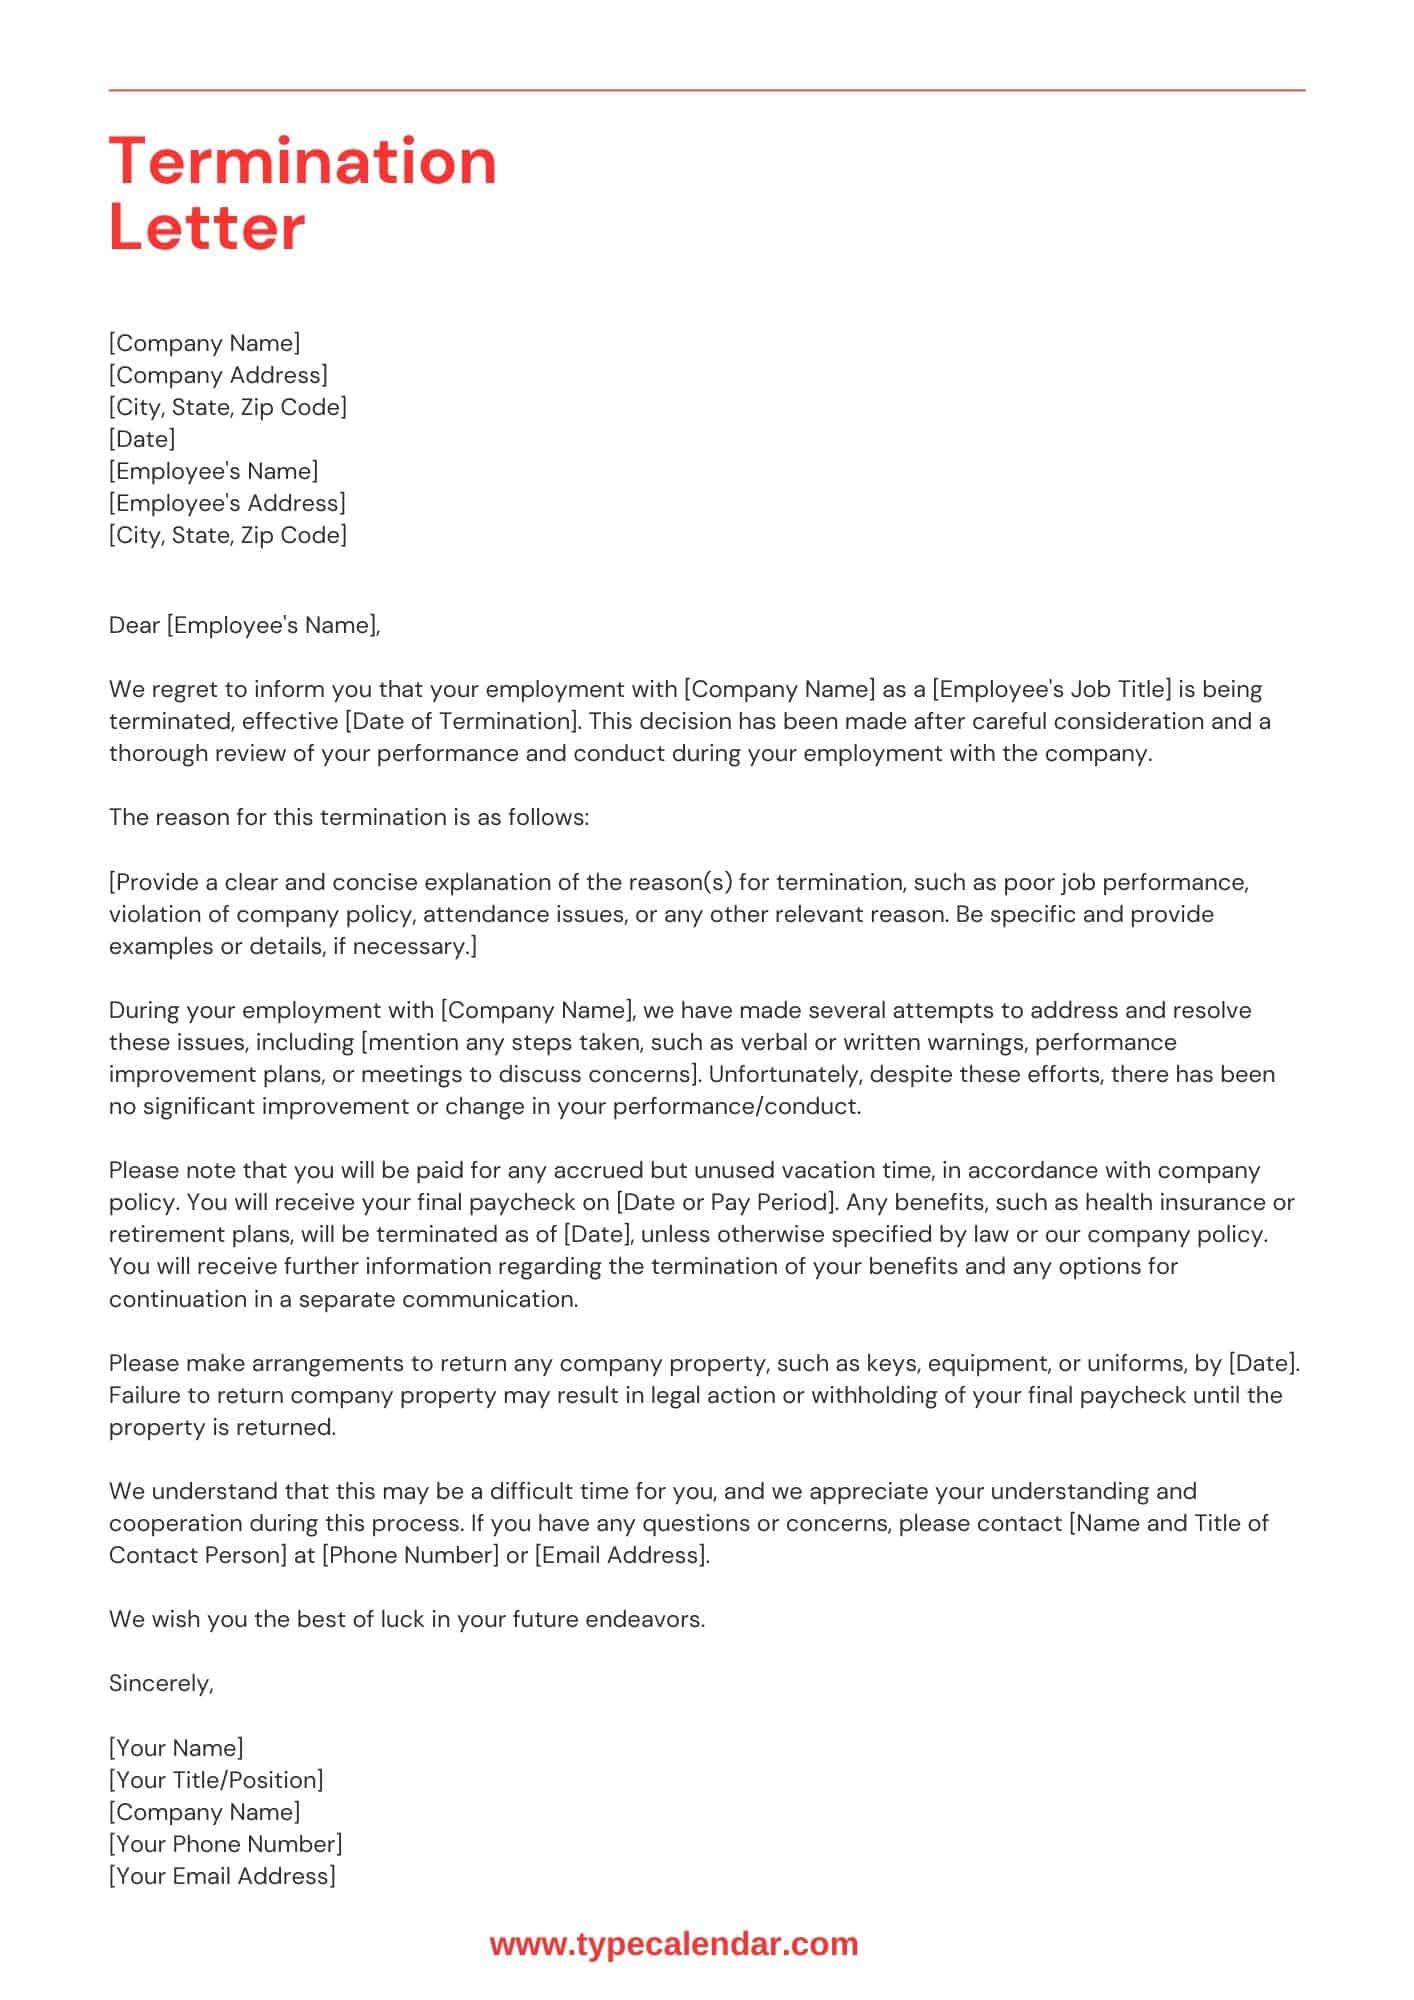 Termination
Letter
[Company Name]
[Company Address]
[City, State, Zip Code]
[Date]
[Employee's Name]
[Employee's Address]
[City, State, Zip Code]
Dear [Employee's Name],
We regret to inform you that your employment with [Company Name] as a [Employee's Job Title] is being
terminated, effective [Date of Termination]. This decision has been made after careful consideration and a
thorough review of your performance and conduct during your employment with the company.
The reason for this termination is as follows:
[Provide a clear and concise explanation of the reason(s) for termination, such as poor job performance,
violation of company policy, attendance issues, or any other relevant reason. Be specific and provide
examples or details, if necessary.]
During your employment with [Company Name], we have made several attempts to address and resolve
these issues, including [mention any steps taken, such as verbal or written warnings, performance
improvement plans, or meetings to discuss concerns]. Unfortunately, despite these efforts, there has been
no significant improvement or change in your performance/conduct.
Please note that you will be paid for any accrued but unused vacation time, in accordance with company
policy. You will receive your final paycheck on [Date or Pay Period]. Any benefits, such as health insurance or
retirement plans, will be terminated as of [Date], unless otherwise specified by law or our company policy.
You will receive further information regarding the termination of your benefits and any options for
continuation in a separate communication.
Please make arrangements to return any company property, such as keys, equipment, or uniforms, by [Date].
Failure to return company property may result in legal action or withholding of your final paycheck until the
property is returned.
We understand that this may be a difficult time for you, and we appreciate your understanding and
cooperation during this process. If you have any questions or concerns, please contact [Name and Title of
Contact Person] at [Phone Number] or [Email Address].
We wish you the best of luck in your future endeavors.
Sincerely,
[Your Name]
[Your Title/Position]
[Company Name]
[Your Phone Number]
[Your Email Address]
www.typecalendar.com